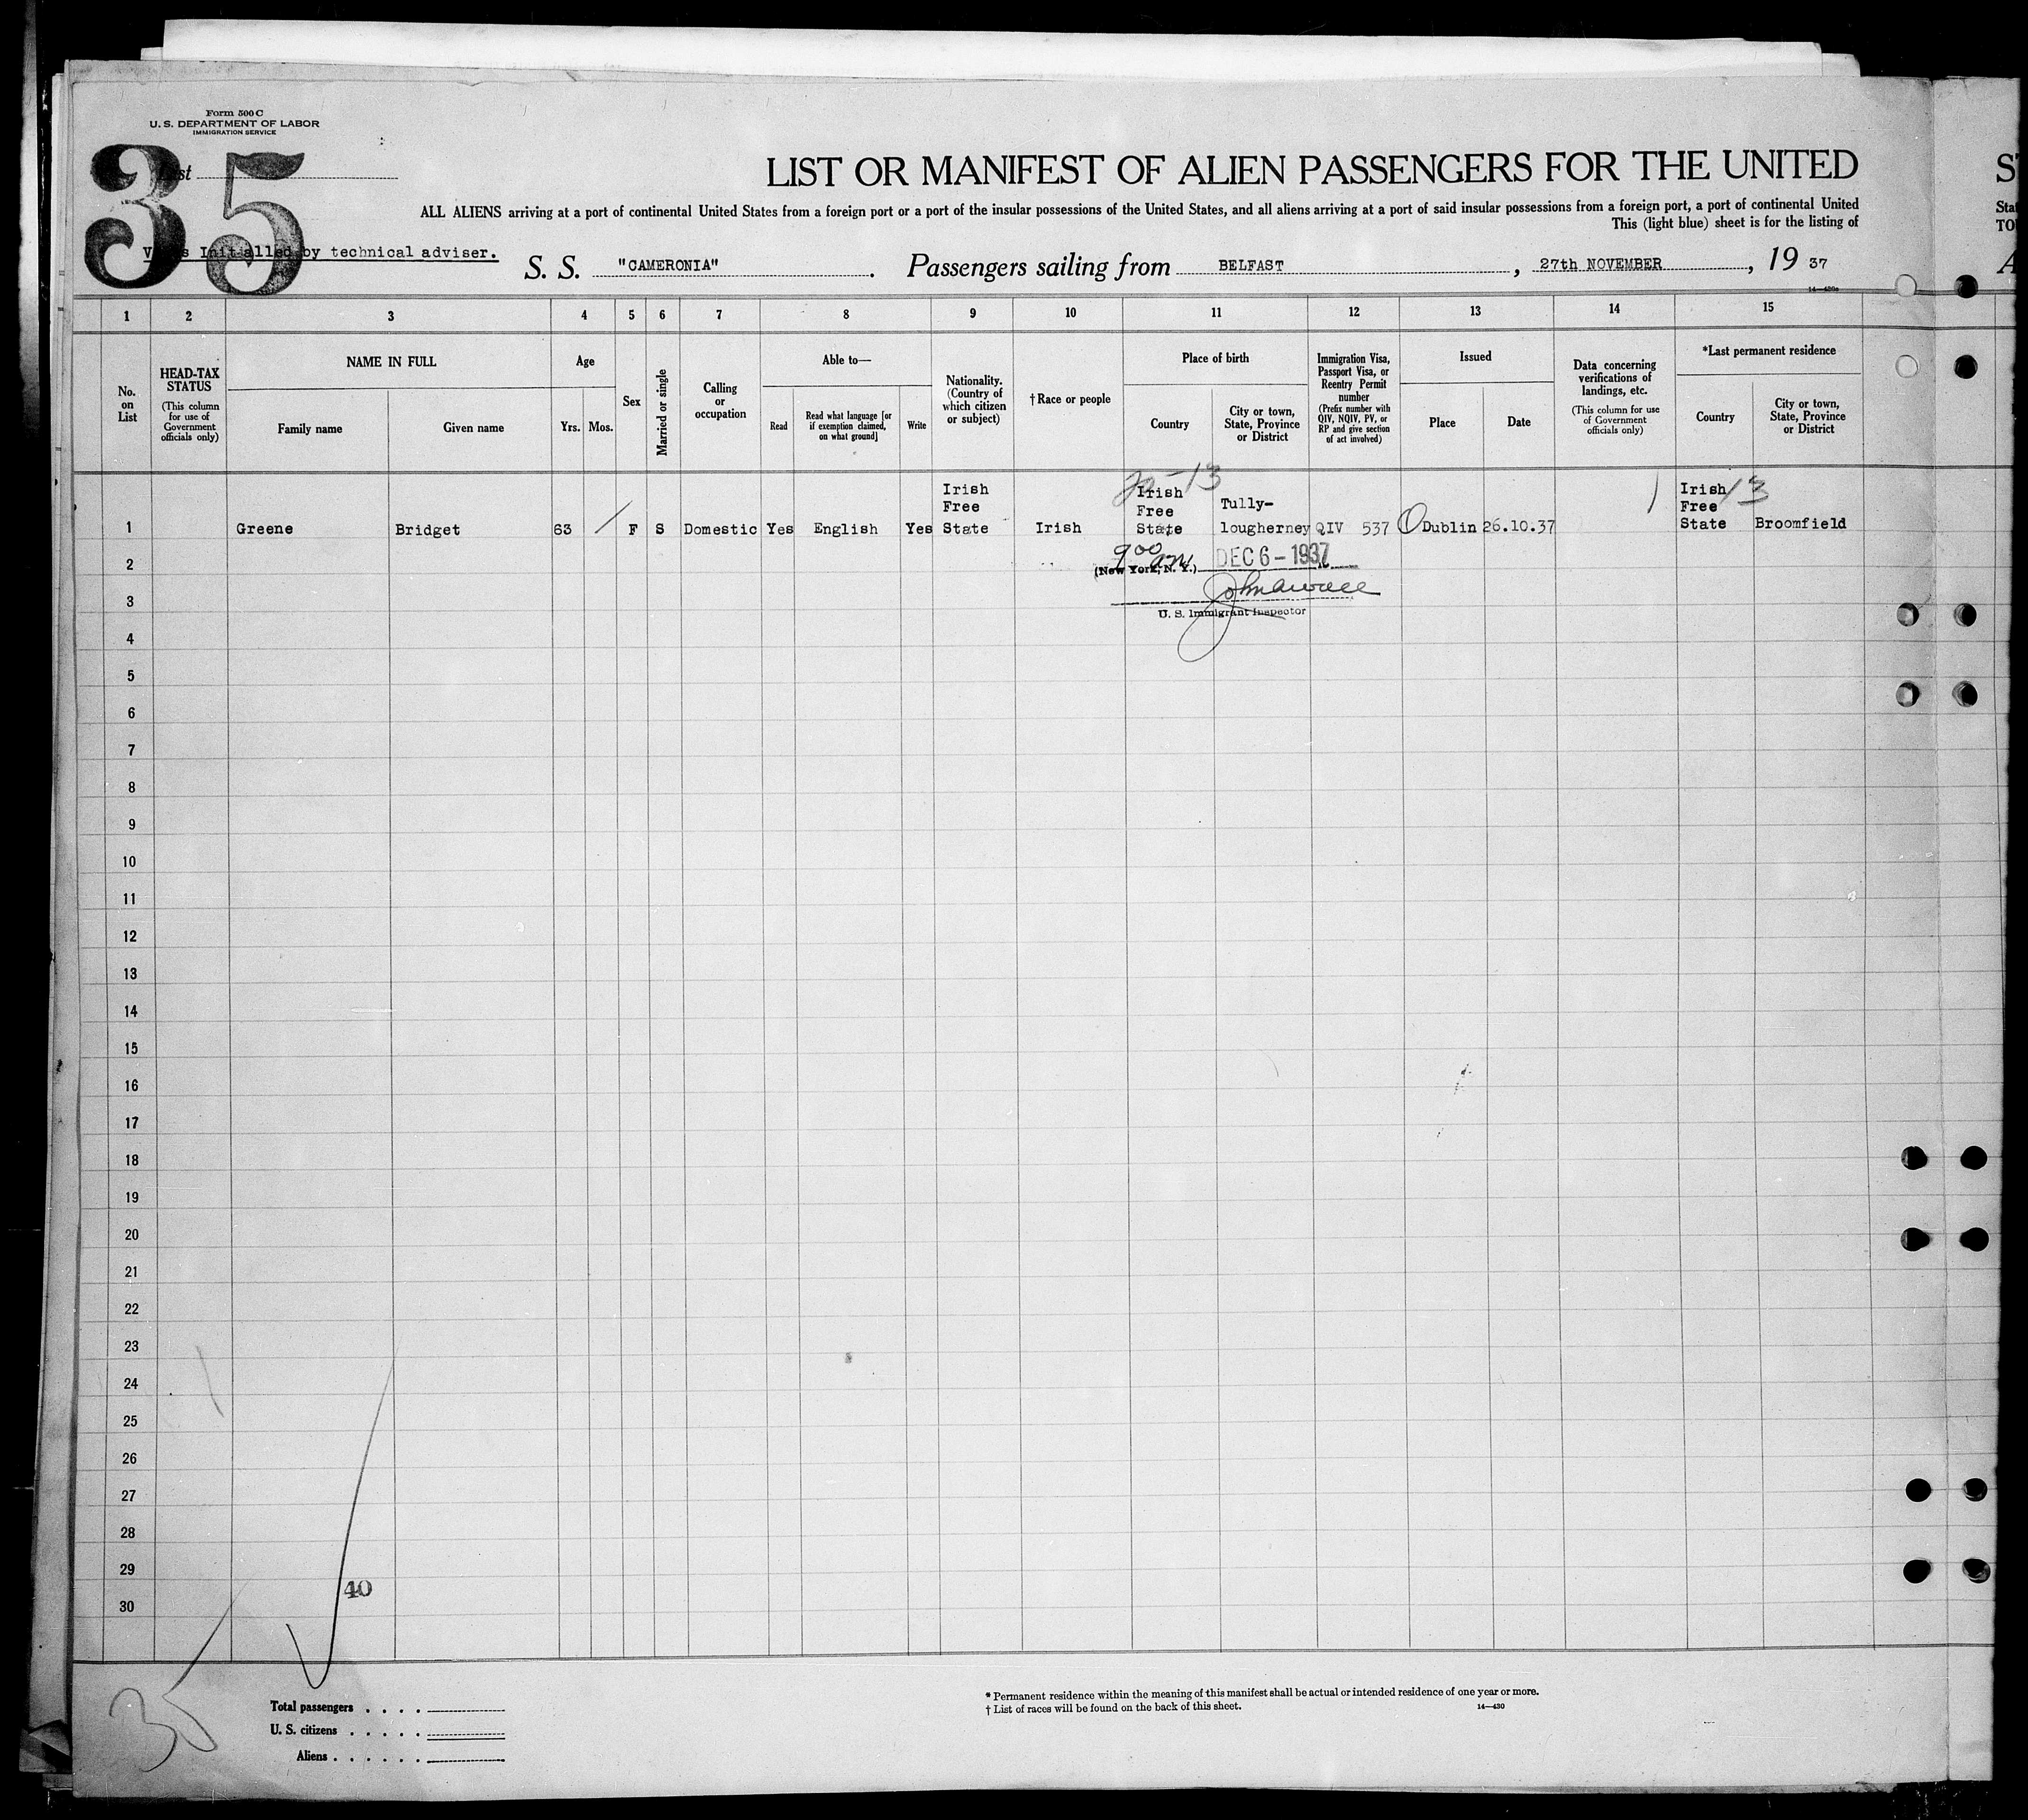 Form 500 C
U. S. DEPARTMENT OF LABOR
IMMIGRATION SERVICE
35
LIST OR MANIFEST OF ALIEN PASSENGERS FOR THE UNITED
ALL ALIENS arriving at a port of continental United States from a foreign port or a port of the insular possessions of the United States, and all aliens arriving at a port of said insular possessions from a foreign port, a port of continental United
This (light blue) sheet is for the listing of
Initialled by technical adviser.
S. S. "CAMERONIA". Passengers sailing from BELFAST, 27th NOVEMBER, 19 37
1 2 3 4 5 6 7 8 9 10 11 12 13 14 15
No. on List
HEAD-TAX STATUS
(This column for use of Government officials only)
NAME IN FULL
Family name
Given name
Age
Yrs.
Mos.
Sex
Married or single
Calling or occupation
Able to—
Read
Read what language [or if exemption claimed, on what ground]
Write
Nationality. (Country of which citizen or subject)
† Race or people
Place of birth
Country
City or town, State, Province or District
Immigration Visa, Passport Visa, or Reentry Permit number
(Prefix number with QIV, NQIV, PV, or RP and give section of act involved)
Issued
Place
Date
Data concerning verifications of landings, etc.
(This column for use of Government officials only)
*Last permanent residence
Country
City or town, State, Province or District
1 Greene Bridget 63 F S Domestic Yes English Yes Irish Free State Irish Irish Free State Tully-lougherney QIV 537 Dublin 26.10.37 Irish Free State Broomfield
13
13
2
900 AM
(New York, N. Y.) DEC 6 - 1937
3
U. S. Immigrant Inspector
4
5
6
7
8
9
10
11
12
13
14
15
16
17
18
19
20
21
22
23
24
25
26
27
28
29
40
30
35
Total passengers . . . .
U. S. citizens . . . . .
Aliens . . . . . .
* Permanent residence within the meaning of this manifest shall be actual or intended residence of one year or more.
† List of races will be found on the back of this sheet.
14—430